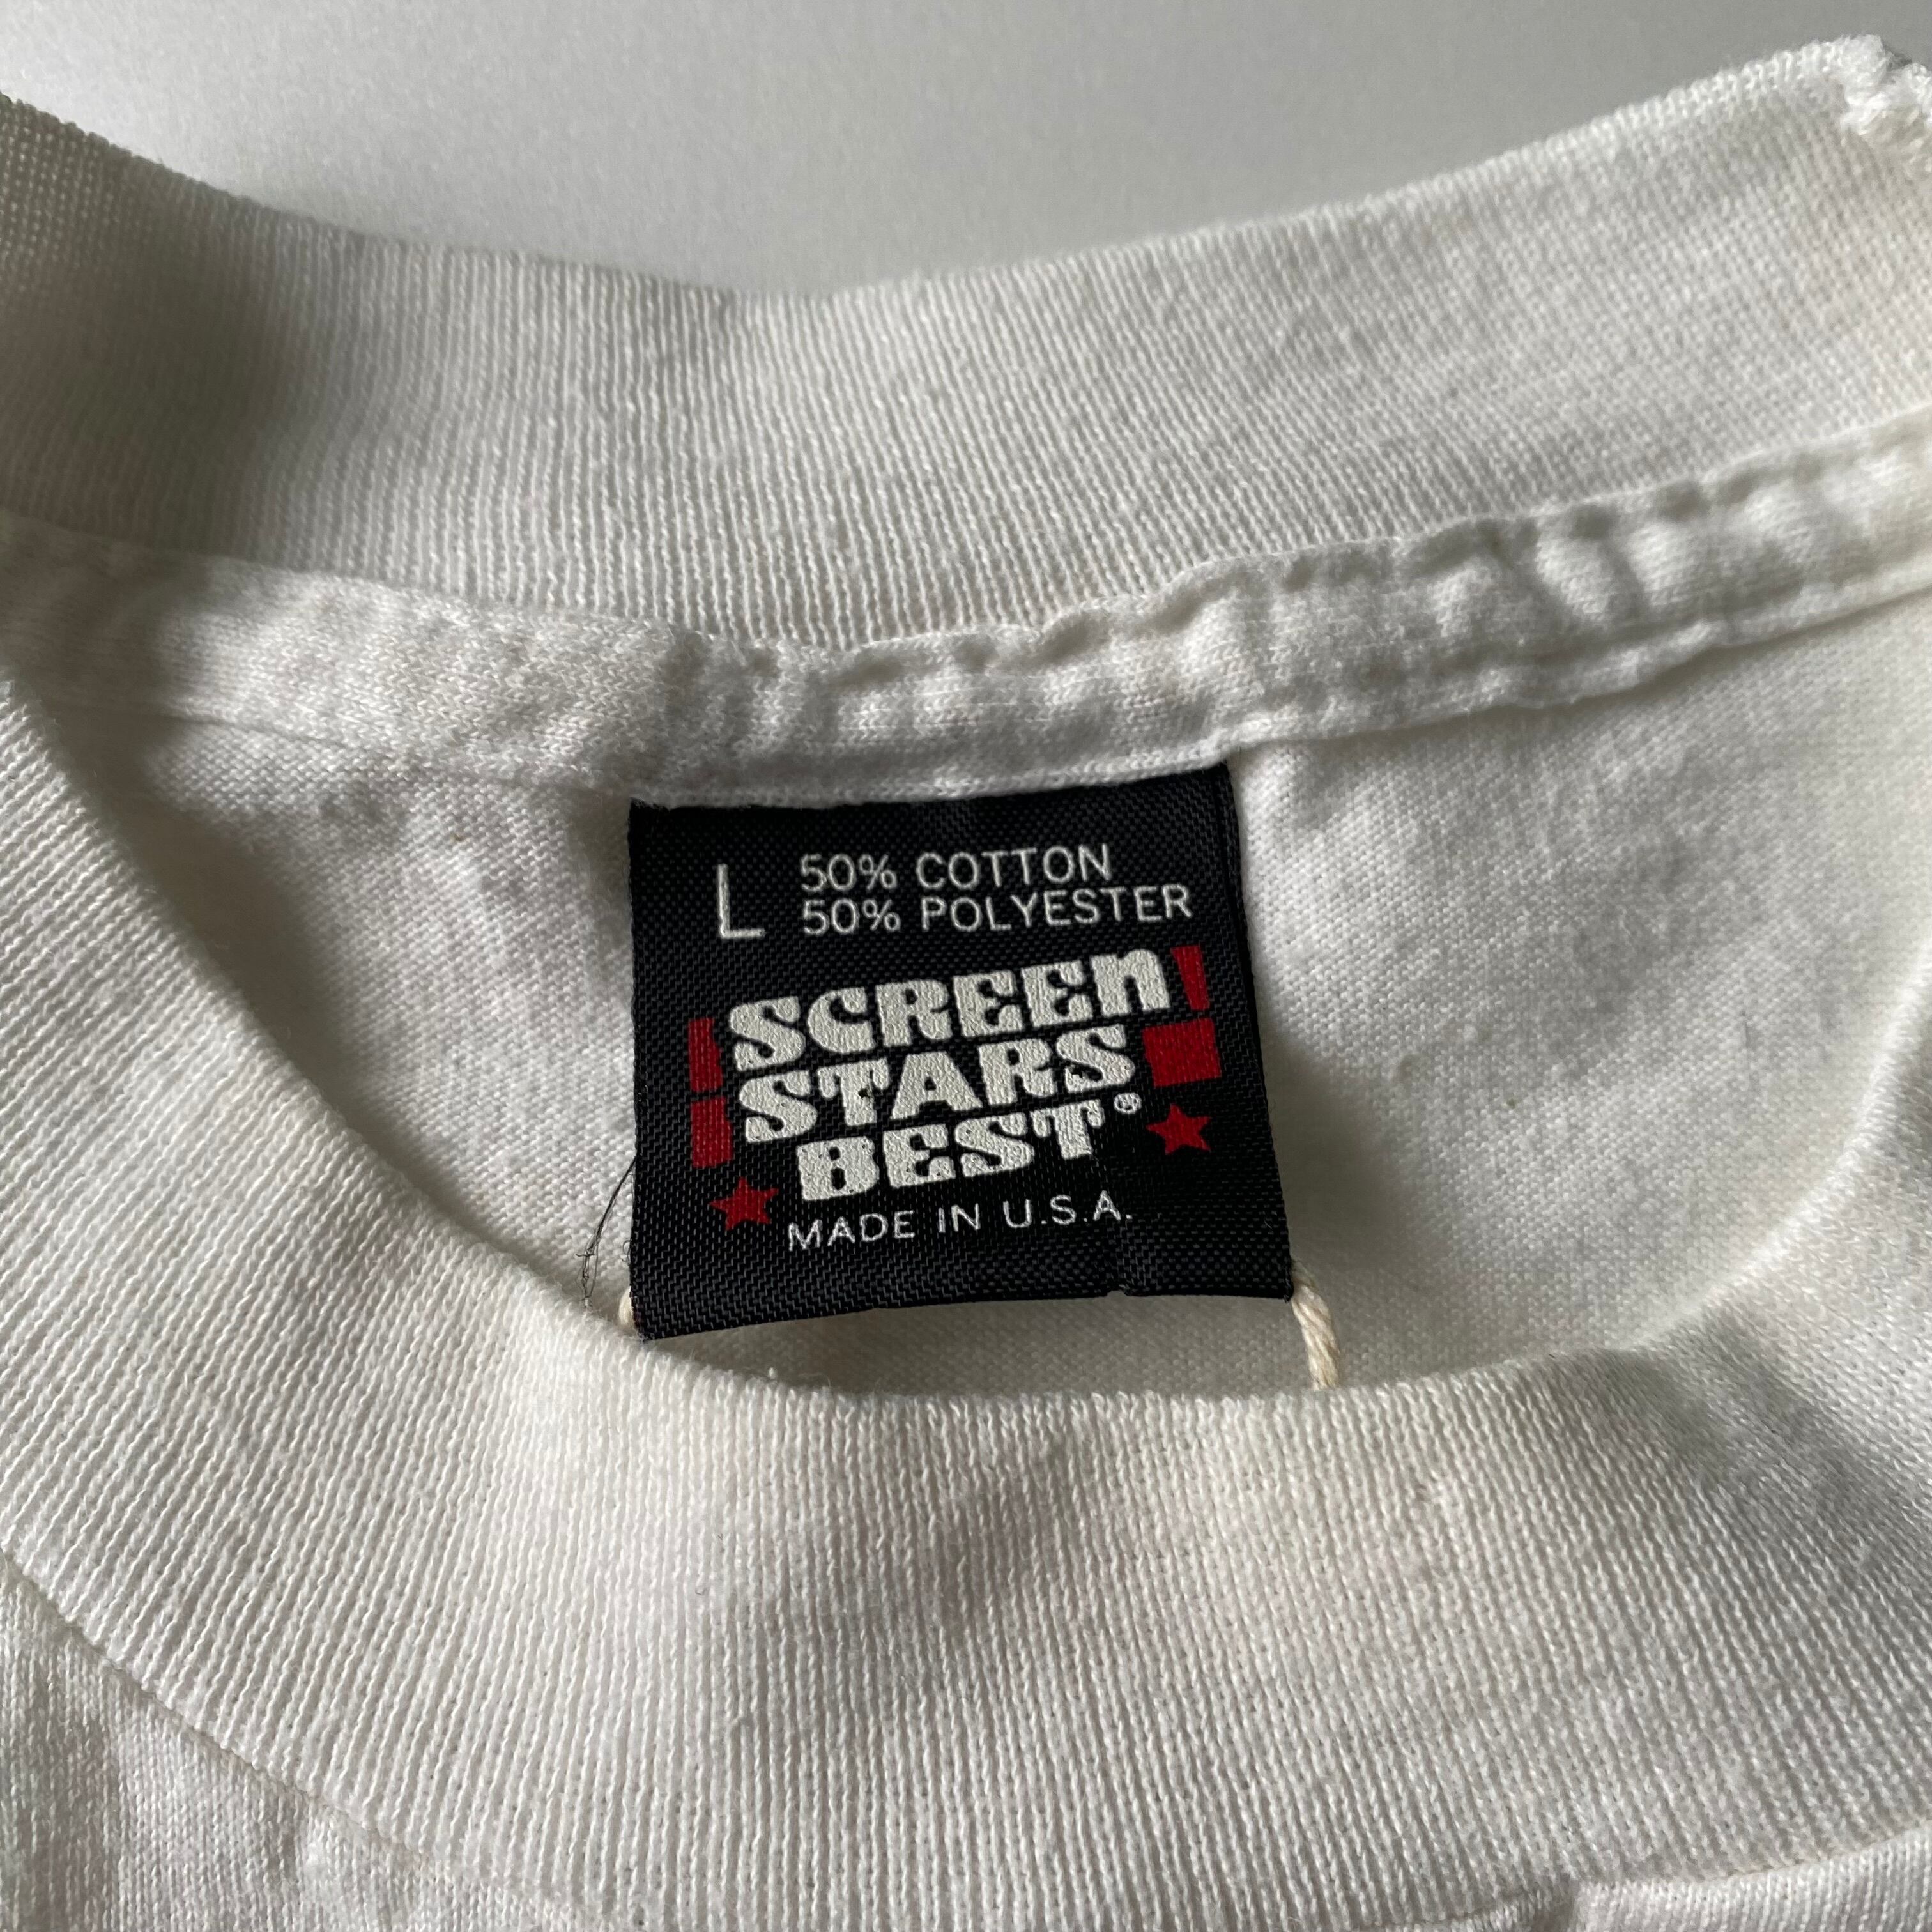 L 50% COTTON
50% POLYESTER
SCREEn
STARS
BEST®
MADE IN U.S.A.